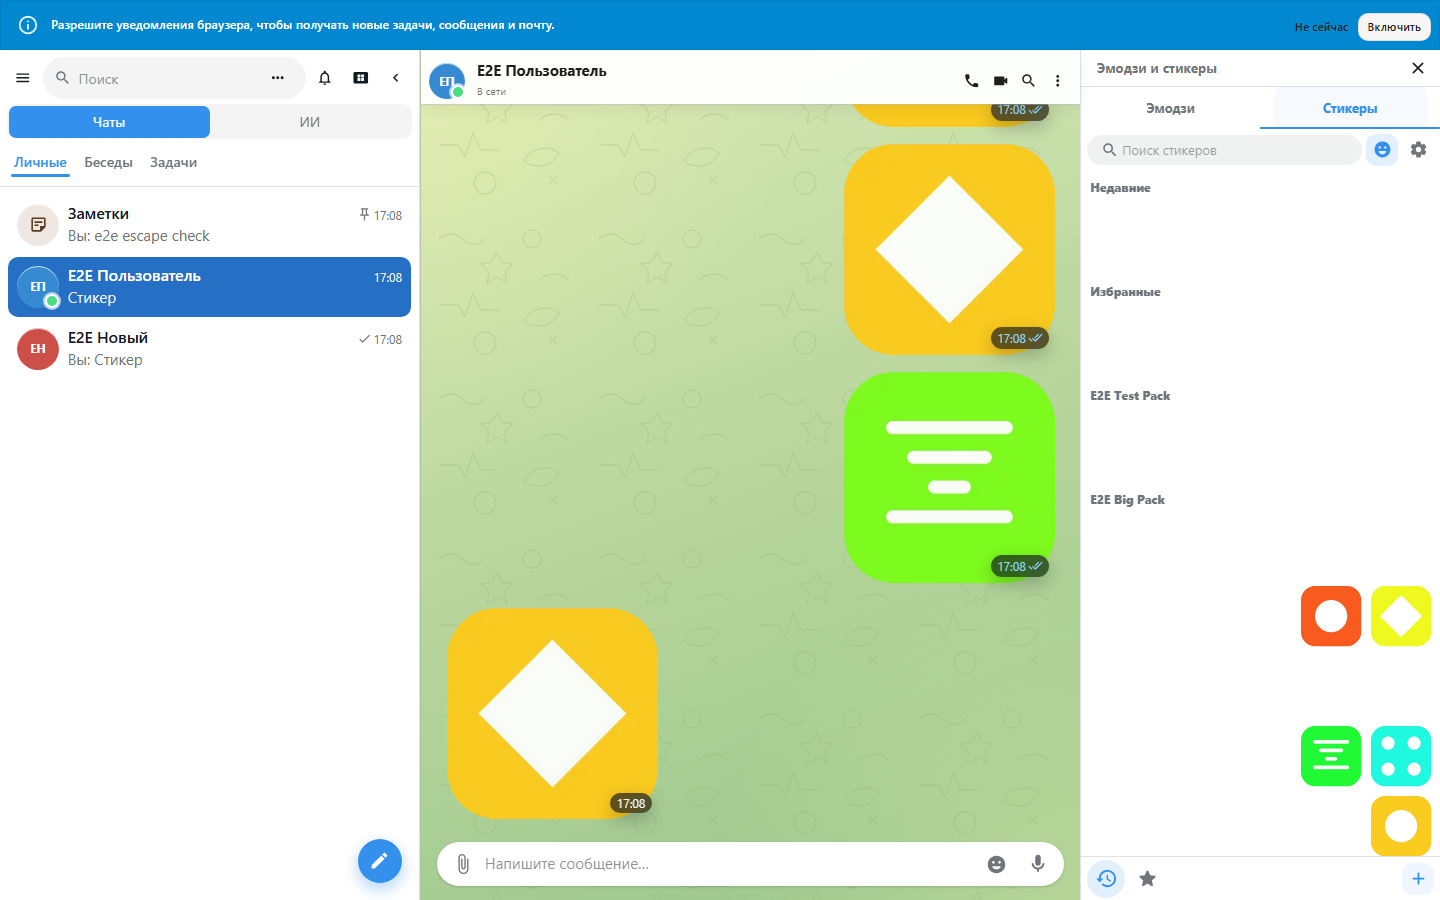 Разрешите уведомления браузера, чтобы получать новые задачи, сообщения и почту.
Не сейчас
Включить
Поиск
Чаты
ИИ
Личные
Беседы
Задачи
Заметки
17:08
Вы: e2e escape check
ЕП
E2E Пользователь
17:08
Стикер
ЕН
E2E Новый
17:08
Вы: Стикер
ЕП
E2E Пользователь
В сети
17:08
17:08
17:08
17:08
Напишите сообщение...
Эмодзи и стикеры
Эмодзи
Стикеры
Поиск стикеров
Недавние
Избранные
E2E Test Pack
E2E Big Pack